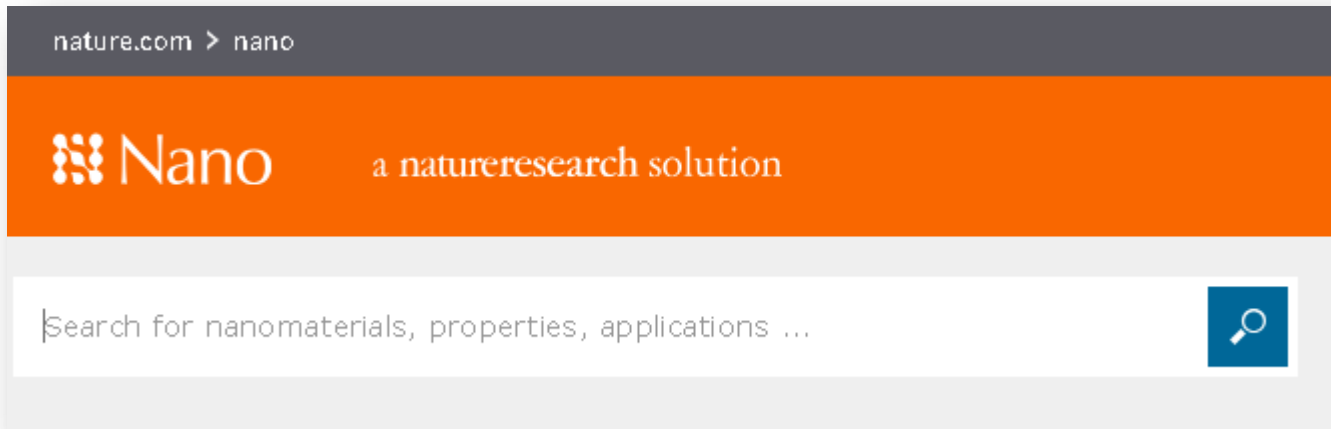 nature.com > nano
Nano
a natureresearch solution
Search for nanomaterials, properties, applications ...